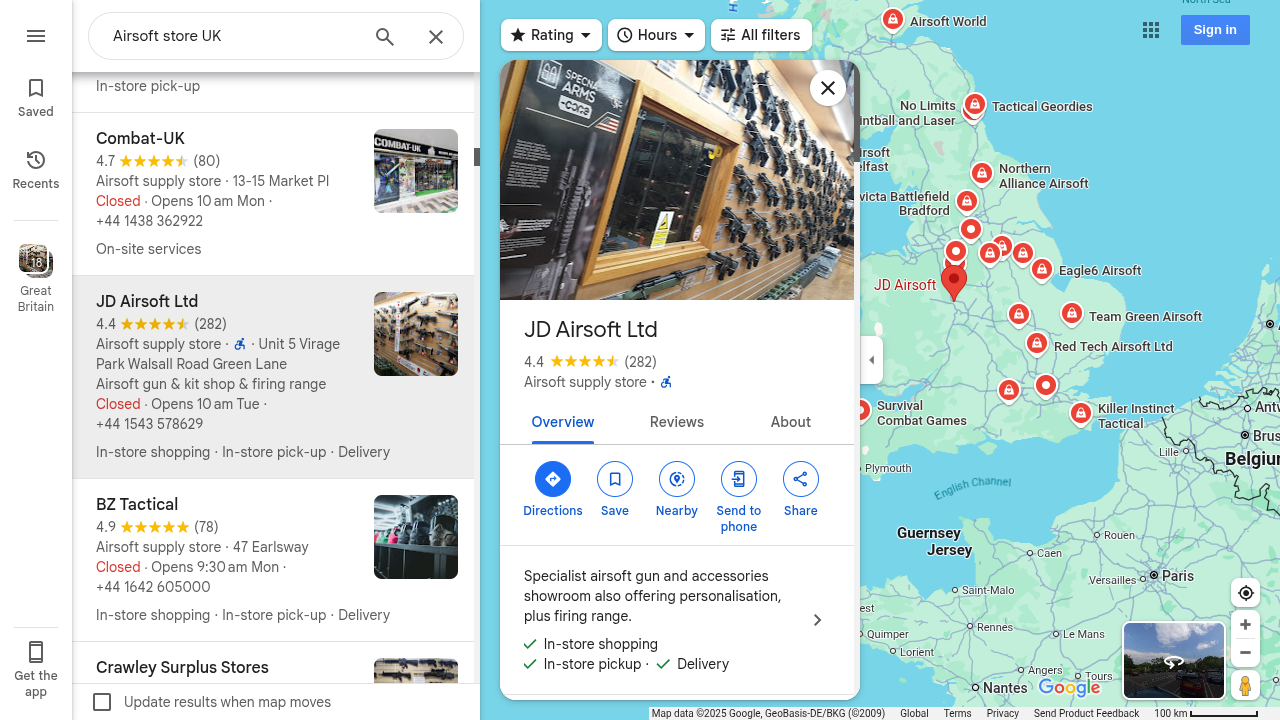 Airsoft store UK
Saved
Recents
18
Great
Britain
Get the
app
In-store pick-up
Combat-UK
4.7 (80)
Airsoft supply store · 13-15 Market Pl
Closed · Opens 10 am Mon ·
+44 1438 362922
On-site services
COMBAT-UK
JD Airsoft Ltd
4.4 (282)
Airsoft supply store · · Unit 5 Virage
Park Walsall Road Green Lane
Airsoft gun & kit shop & firing range
Closed · Opens 10 am Tue ·
+44 1543 578629
In-store shopping · In-store pick-up · Delivery
BZ Tactical
4.9 (78)
Airsoft supply store · 47 Earlsway
Closed · Opens 9:30 am Mon ·
+44 1642 605000
In-store shopping · In-store pick-up · Delivery
Crawley Surplus Stores
Update results when map moves
Rating
Hours
All filters
Sign in
SPECNA
ARMS
CORE
JD Airsoft Ltd
4.4 (282)
Airsoft supply store ·
Overview
Reviews
About
Directions
Save
Nearby
Send to
phone
Share
Specialist airsoft gun and accessories
showroom also offering personalisation,
plus firing range.
In-store shopping
In-store pickup · Delivery
North Sea
Airsoft World
No Limits
intball and Laser
Tactical Geordies
irsoft
elfast
Northern
Alliance Airsoft
victa Battlefield
Bradford
Eagle6 Airsoft
JD Airsoft
Team Green Airsoft
Red Tech Airsoft Ltd
Survival
Combat Games
Killer Instinct
Tactical
Antw
Brus
Lille
Belgium
Plymouth
English Channel
Guernsey
Jersey
Rouen
Caen
Versailles
Paris
Saint-Malo
est
Quimper
Rennes
Le Mans
Lorient
Angers
Tours
Nantes
Google
Map data ©2025 Google, GeoBasis-DE/BKG (©2009)
Global
Terms
Privacy
Send Product Feedback
100 km